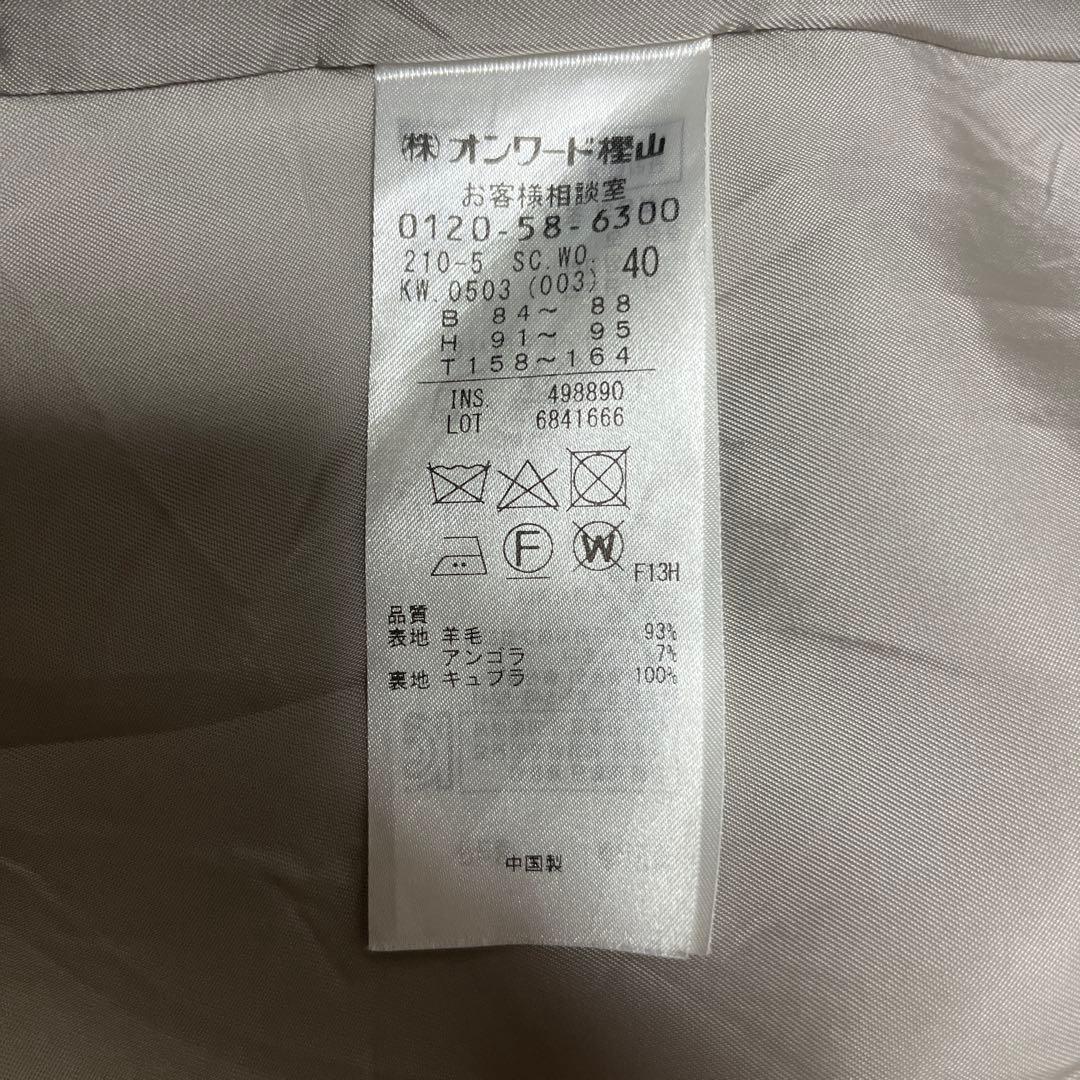 ㈱オンワード樫山
お客様相談室
0120-58-6300
210-5 SC.WO. 40
KW.0503 (003)
B 84～ 88
H 91～ 95
T158～164
INS. 498890
LOT 6841666
F W F13H
品質
表地 羊毛 93%
アンゴラ 7%
裏地 キュプラ 100%
中国製